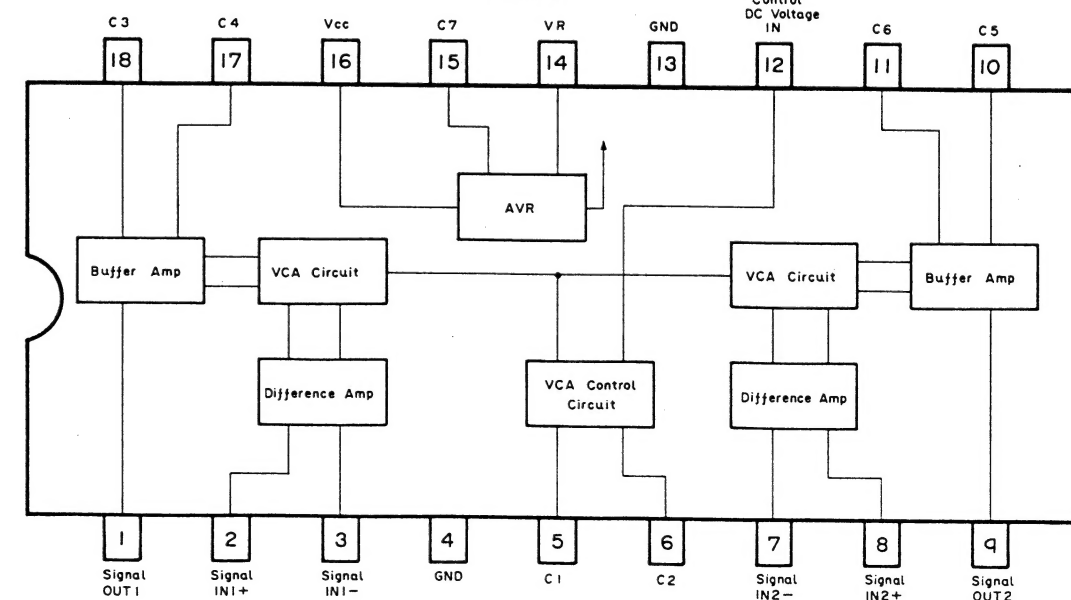 Control
DC Voltage
IN
C3
C4
Vcc
C7
VR
GND
C6
C5
18
17
16
15
14
13
12
11
10
AVR
Buffer Amp
VCA Circuit
VCA Circuit
Buffer Amp
Difference Amp
VCA Control
Circuit
Difference Amp
1
2
3
4
5
6
7
8
9
Signal
OUT1
Signal
IN1+
Signal
IN1-
GND
C1
C2
Signal
IN2-
Signal
IN2+
Signal
OUT2